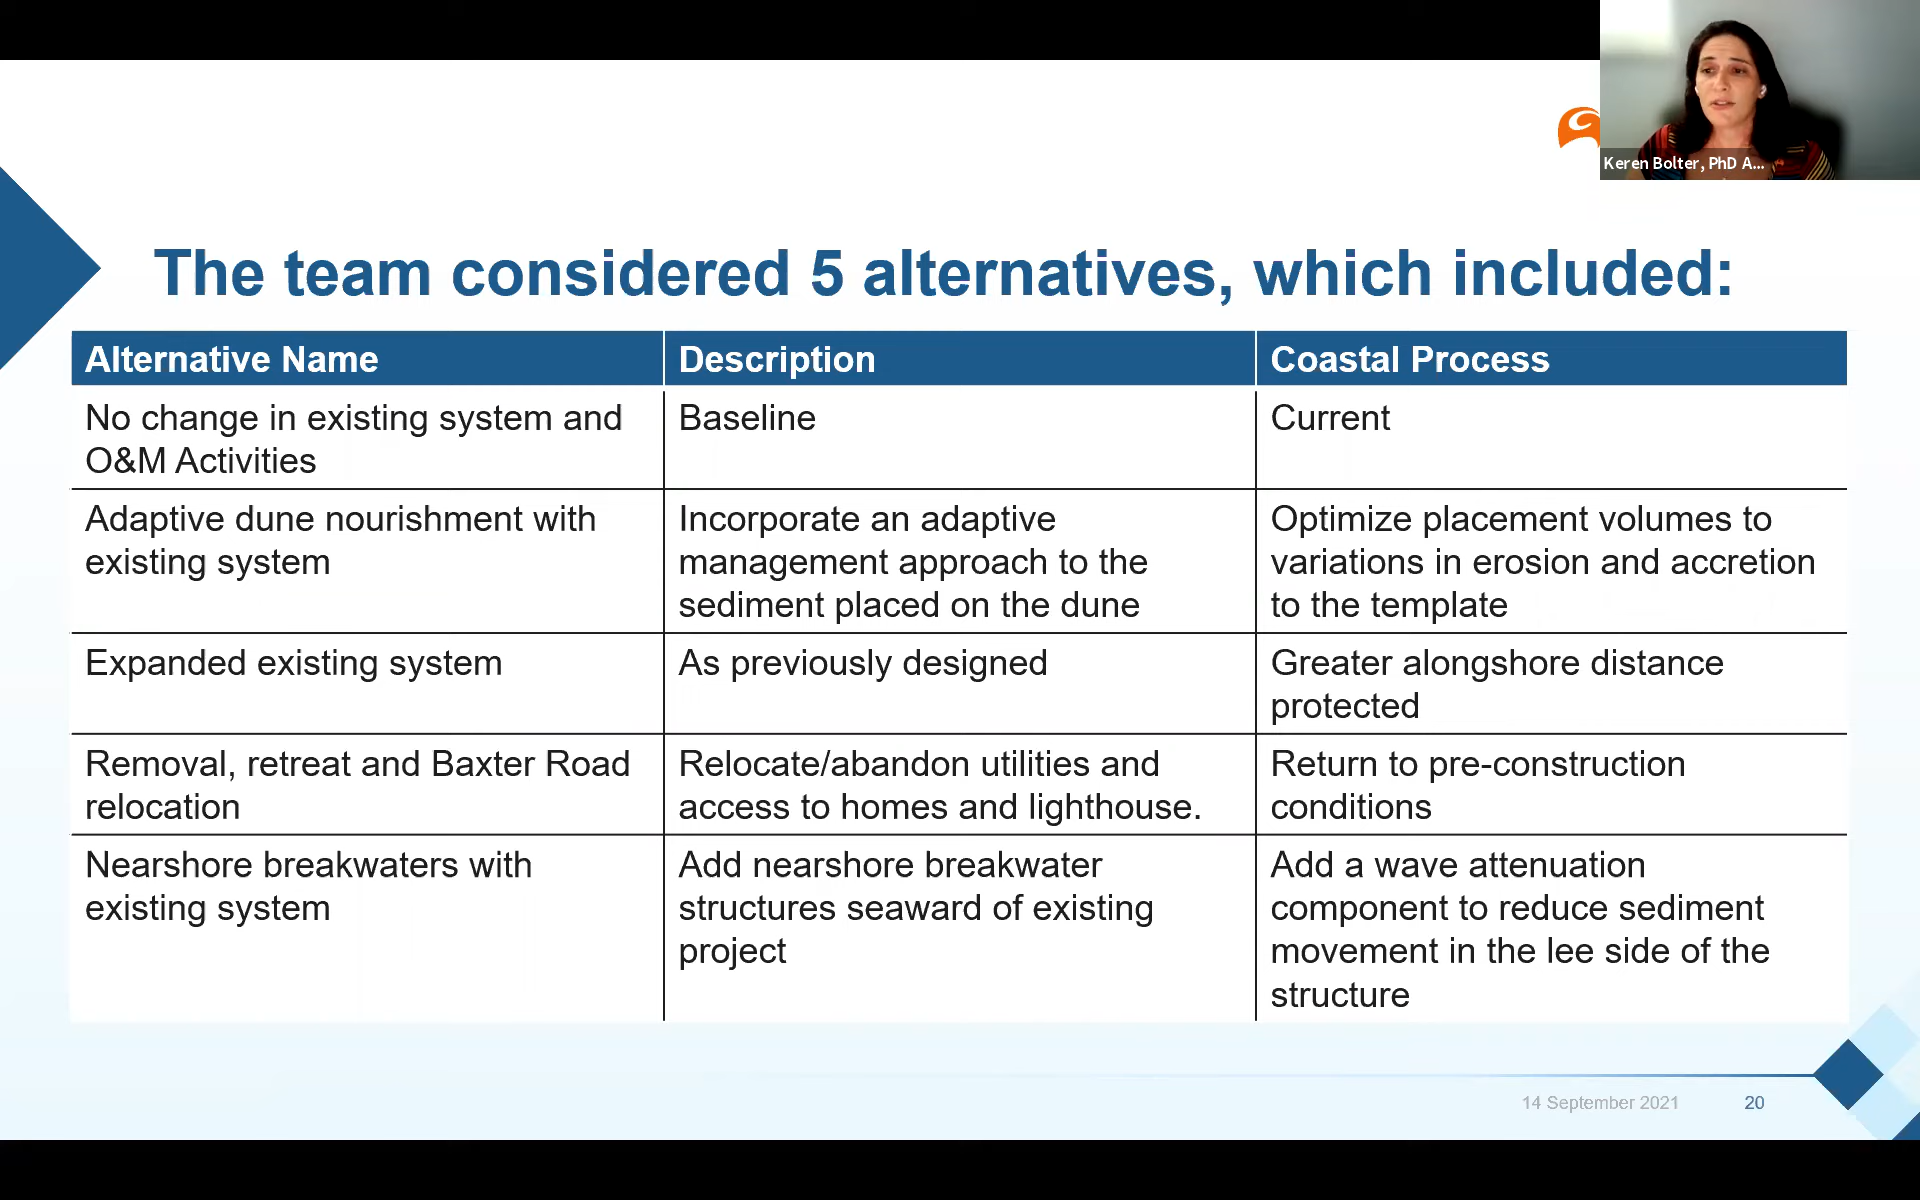 Keren Bolter, PhD A...
The team considered 5 alternatives, which included:
Alternative Name
Description
Coastal Process
No change in existing system and
O&M Activities
Baseline
Current
Adaptive dune nourishment with
existing system
Incorporate an adaptive
management approach to the
sediment placed on the dune
Optimize placement volumes to
variations in erosion and accretion
to the template
Expanded existing system
As previously designed
Greater alongshore distance
protected
Removal, retreat and Baxter Road
relocation
Relocate/abandon utilities and
access to homes and lighthouse.
Return to pre-construction
conditions
Nearshore breakwaters with
existing system
Add nearshore breakwater
structures seaward of existing
project
Add a wave attenuation
component to reduce sediment
movement in the lee side of the
structure
14 September 2021
20